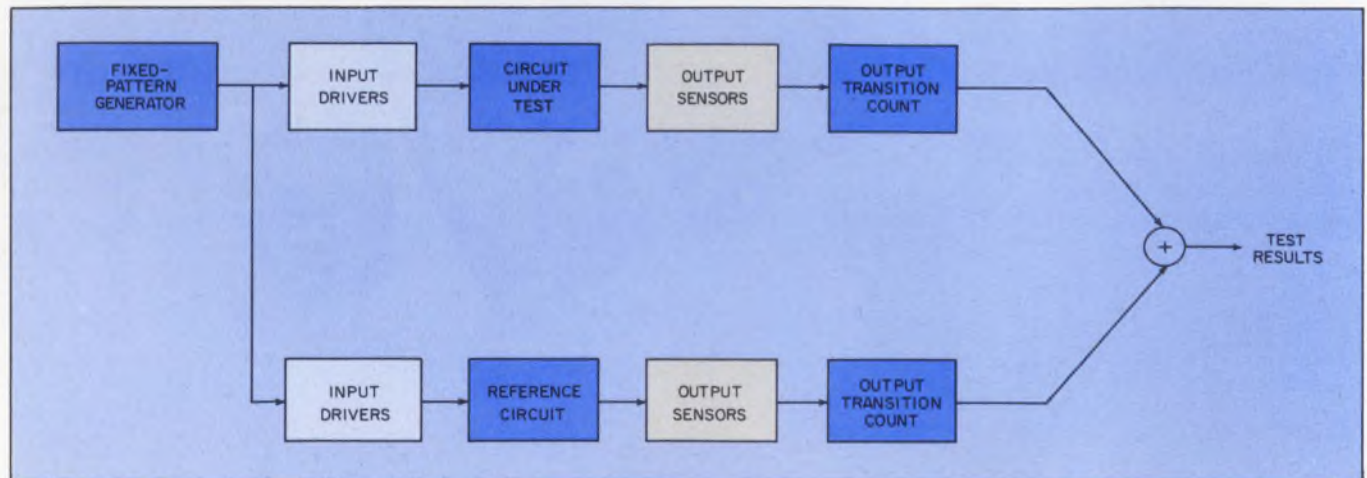 FIXED-
PATTERN
GENERATOR
INPUT
DRIVERS
CIRCUIT
UNDER
TEST
OUTPUT
SENSORS
OUTPUT
TRANSITION
COUNT
+
TEST
RESULTS
INPUT
DRIVERS
REFERENCE
CIRCUIT
OUTPUT
SENSORS
OUTPUT
TRANSITION
COUNT